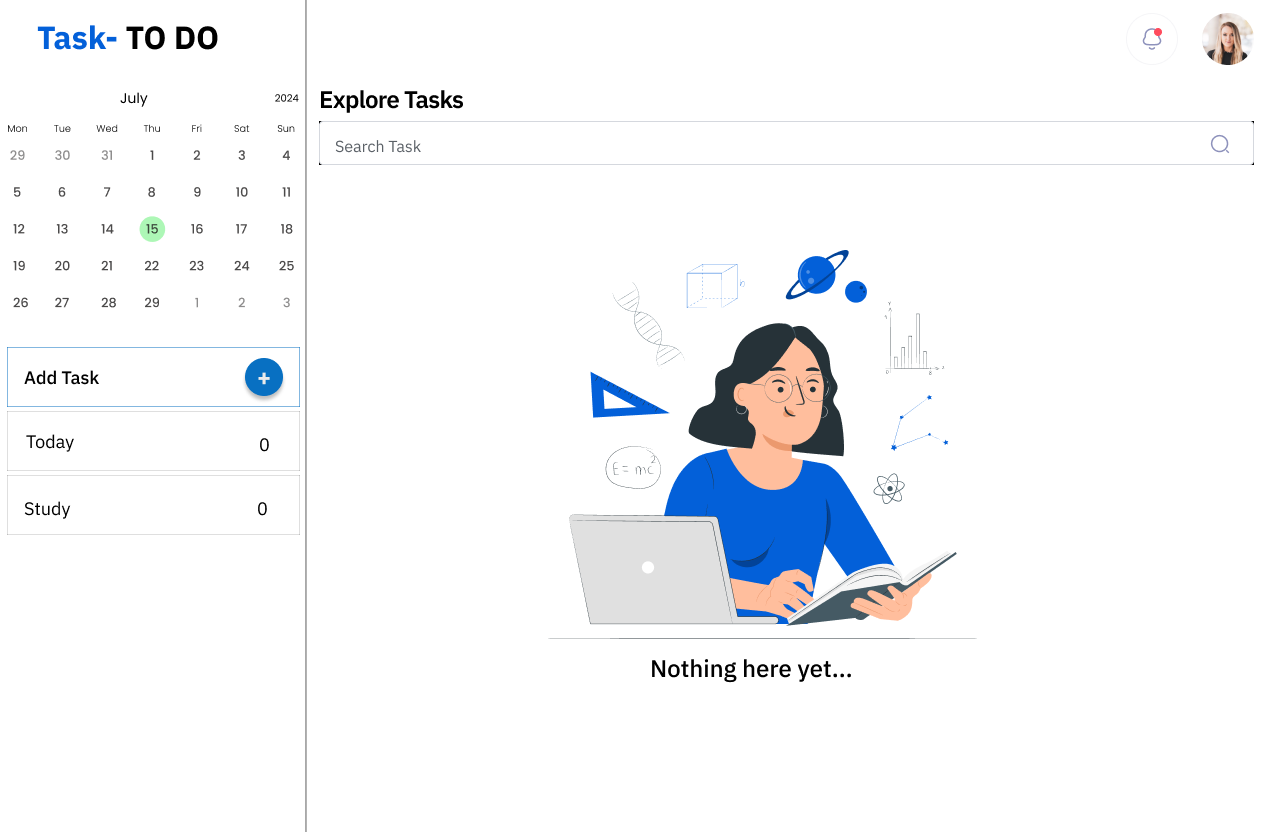 Task- TO DO
July 2024
Mon Tue Wed Thu Fri Sat Sun
29 30 31 1 2 3 4
5 6 7 8 9 10 11
12 13 14 15 16 17 18
19 20 21 22 23 24 25
26 27 28 29 1 2 3
Add Task +
Today 0
Study 0
Explore Tasks
Search Task
E = mc²
Nothing here yet...